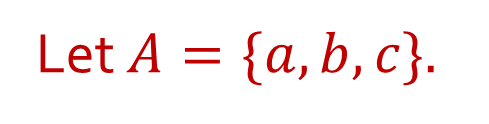 Let A = {a, b, c}.